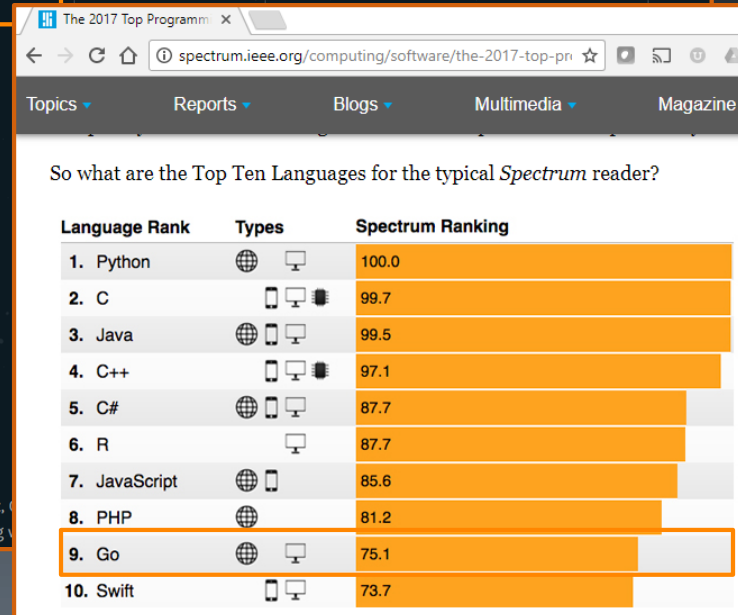 The 2017 Top Programm
spectrum.ieee.org/computing/software/the-2017-top-pr
Topics Reports Blogs Multimedia Magazine
So what are the Top Ten Languages for the typical Spectrum reader?
Language Rank Types Spectrum Ranking
1. Python 100.0
2. C 99.7
3. Java 99.5
4. C++ 97.1
5. C# 87.7
6. R 87.7
7. JavaScript 85.6
8. PHP 81.2
9. Go 75.1
10. Swift 73.7